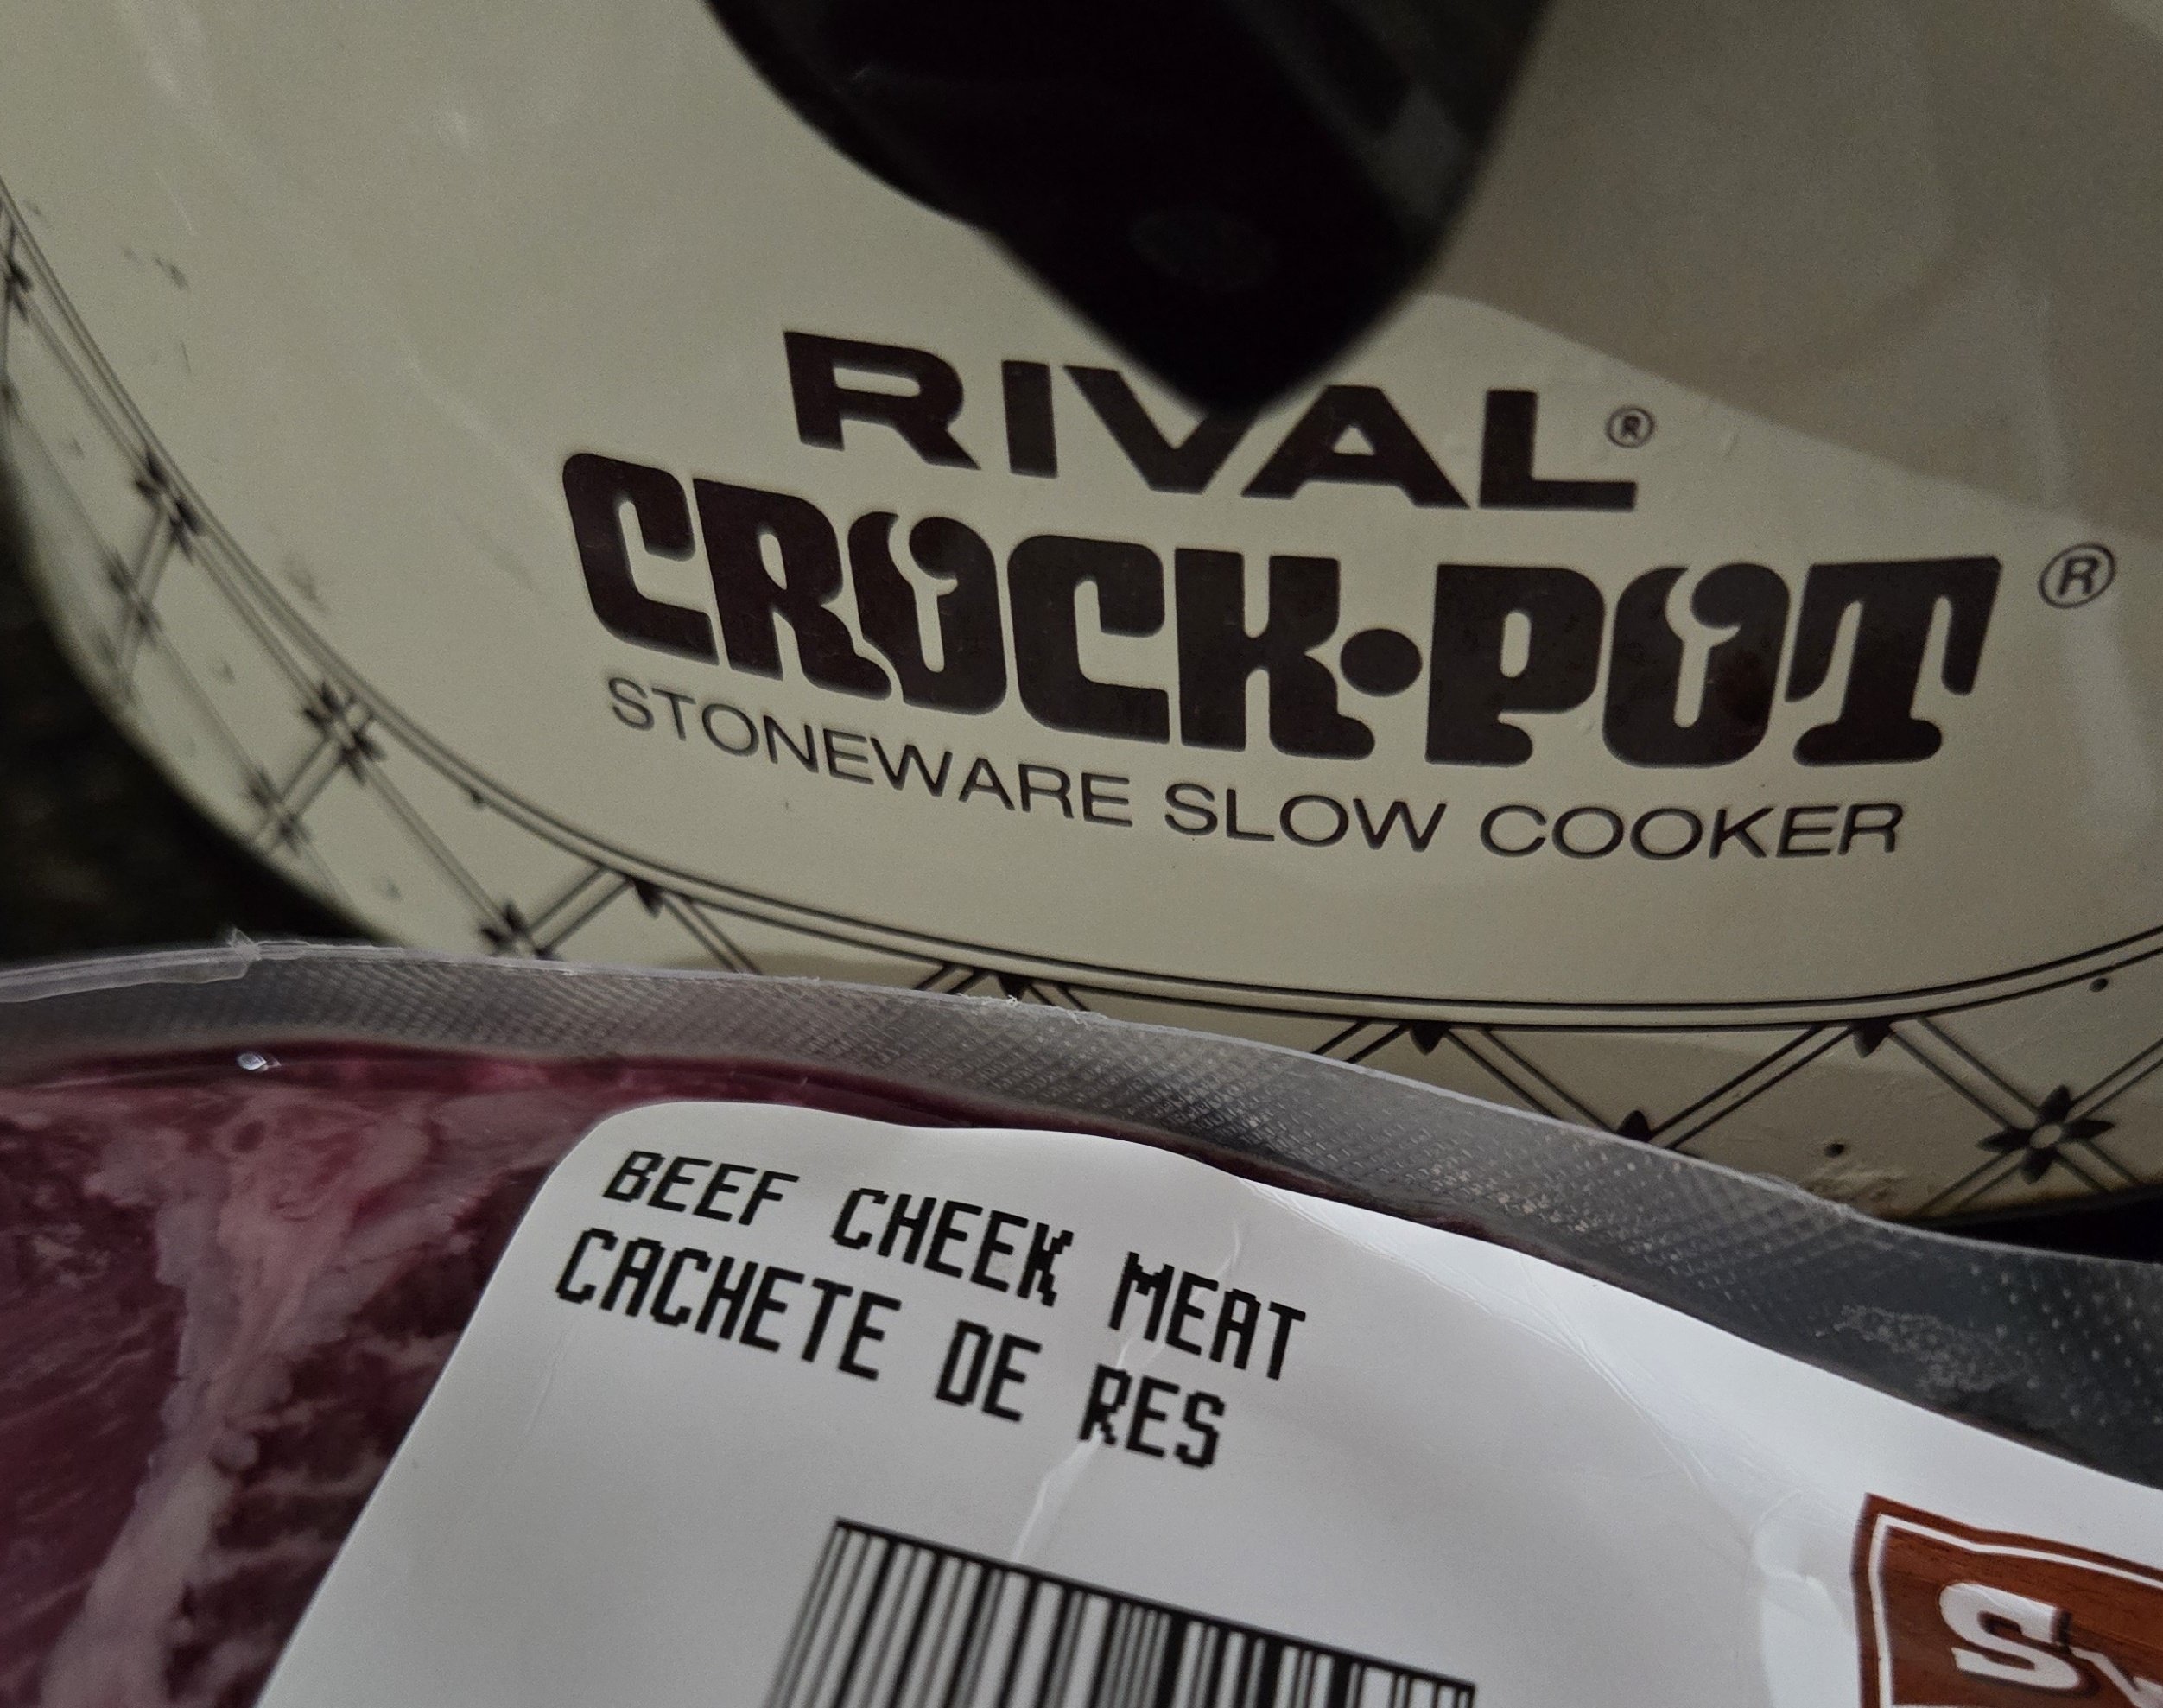 RIVAL®
CROCK•POT®
STONEWARE SLOW COOKER
BEEF CHEEK MEAT
CACHETE DE RES